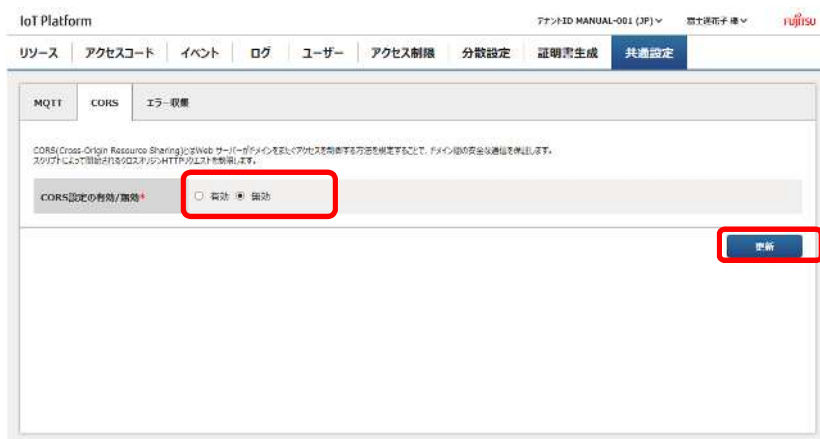 IoT Platform
テナントID MANUAL-001 (JP) 富士通花子 様 FUJITSU
リソース アクセスコード イベント ログ ユーザー アクセス制限 分散設定 証明書生成 共通設定
MQTT CORS エラー収集
CORS(Cross-Origin Resource Sharing)とはWeb サーバーがドメインをまたぐアクセスを制御する方法を規定することで、ドメイン間の安全な通信を保証します。
スクリプトによって開始されるクロスオリジンHTTPリクエストを制限します。
CORS設定の有効/無効* 有効 無効
更新